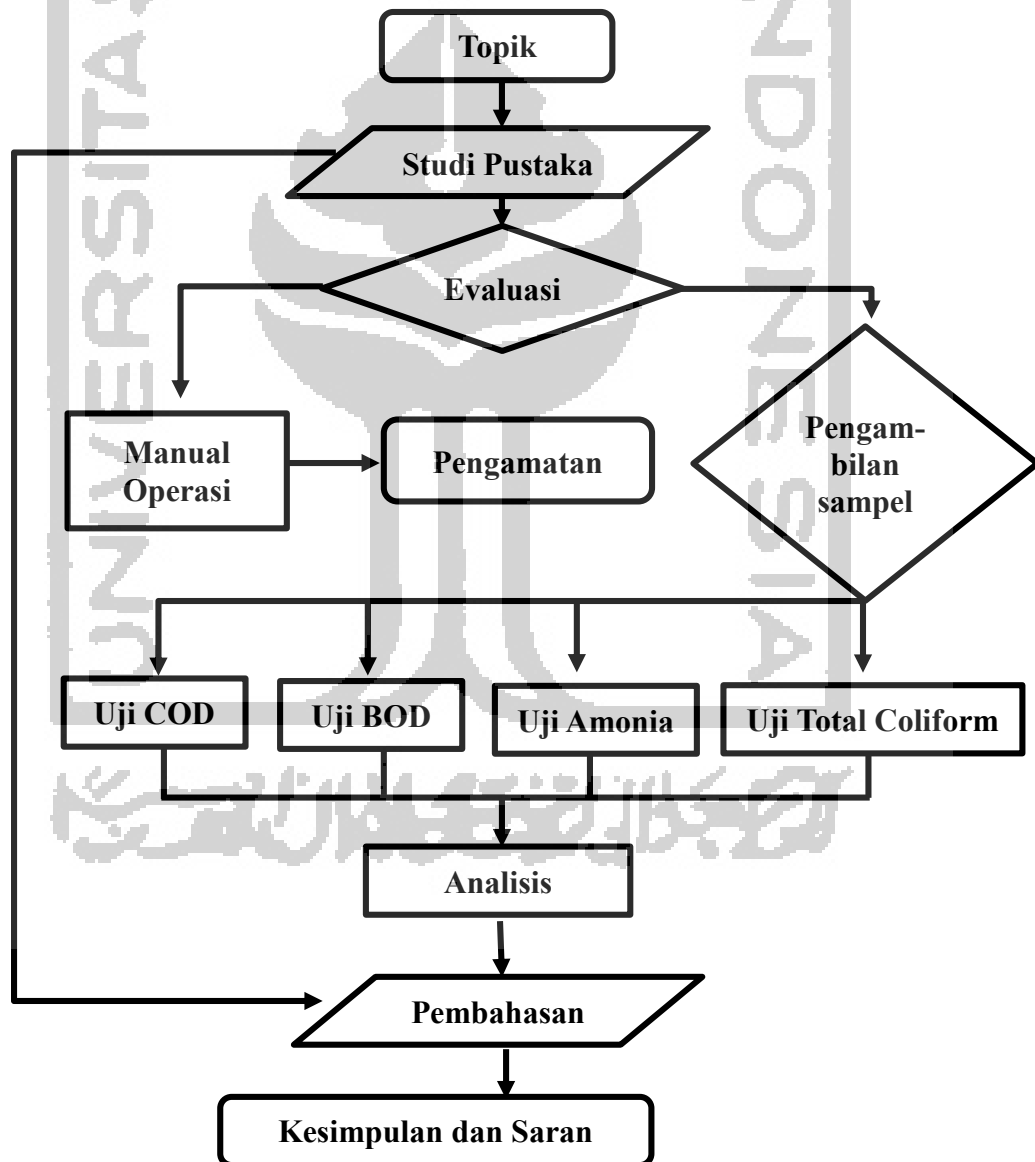 Topik
Studi Pustaka
Evaluasi
Manual
Operasi
Pengamatan
Pengam-
bilan
sampel
Uji COD
Uji BOD
Uji Amonia
Uji Total Coliform
Analisis
Pembahasan
Kesimpulan dan Saran
UNIVERSITAS